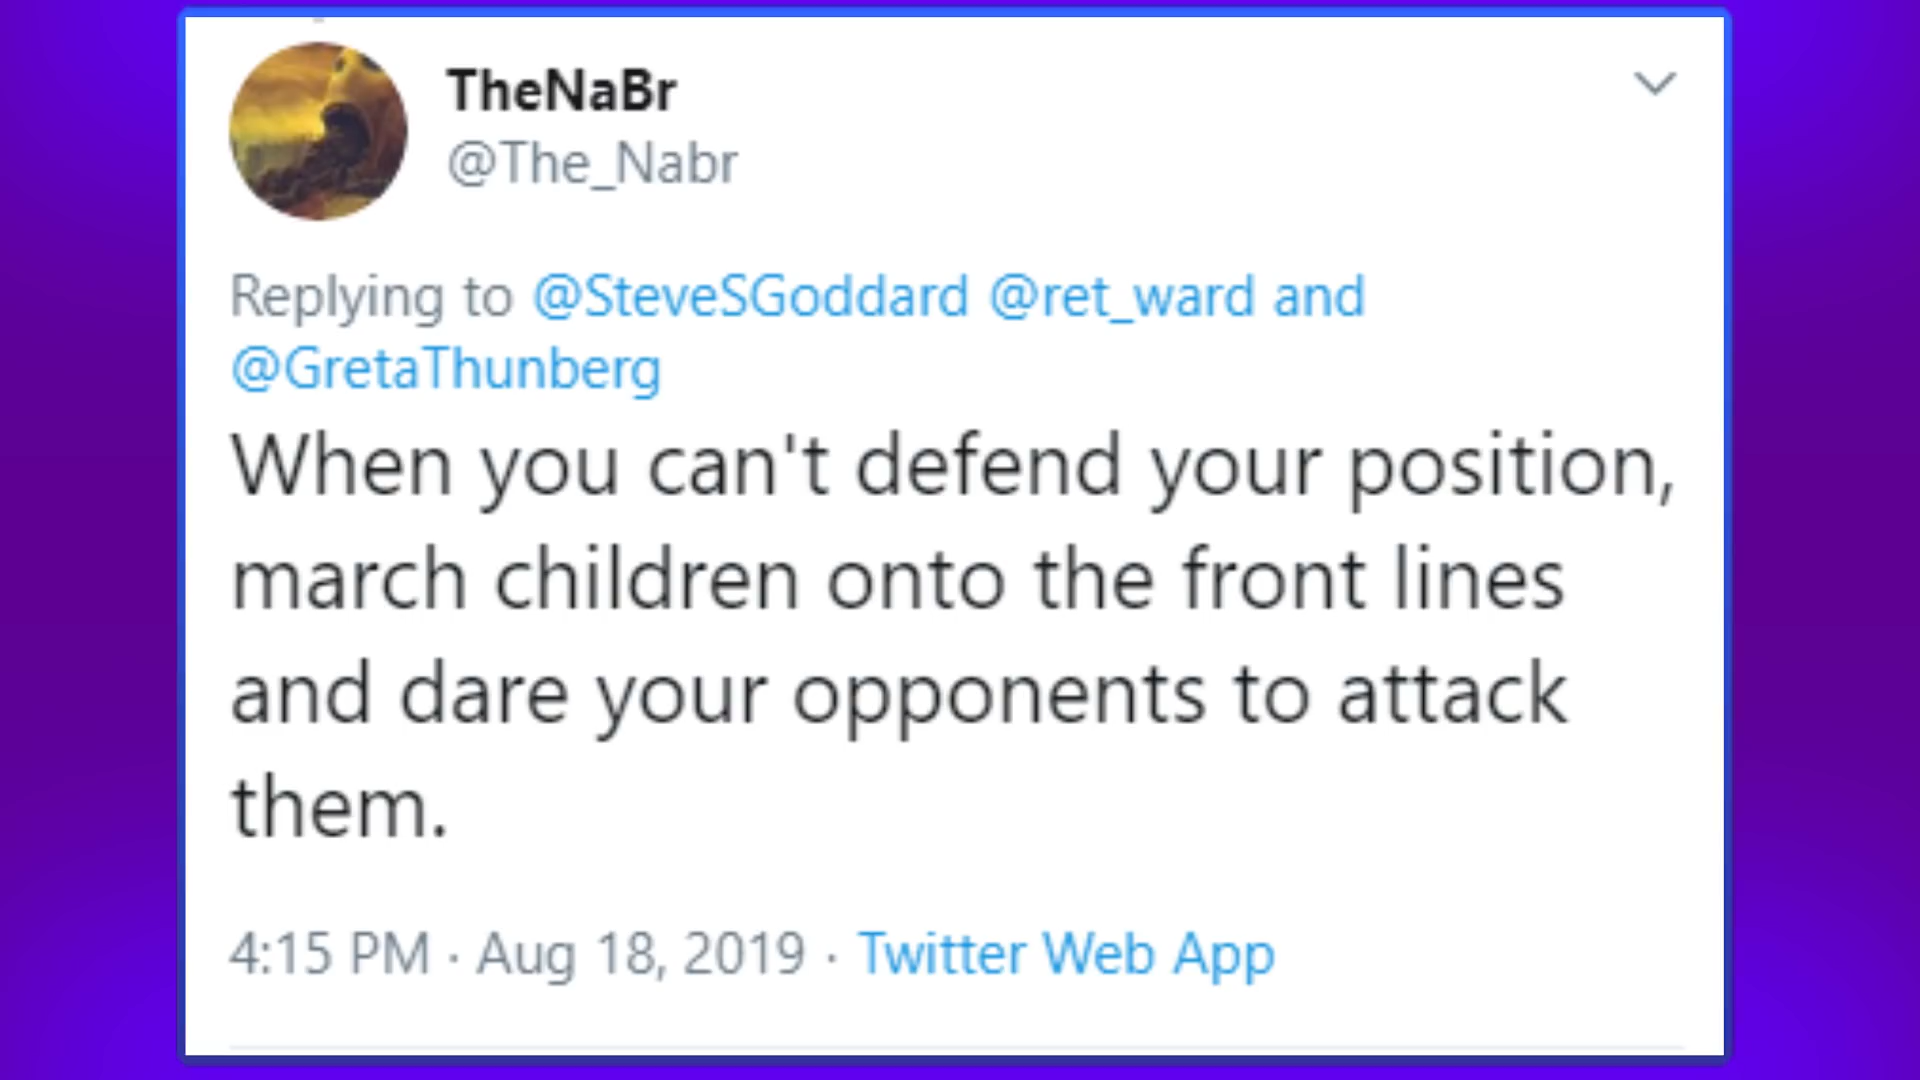 TheNaBr
@The_Nabr
Replying to @SteveSGoddard @ret_ward and
@GretaThunberg
When you can't defend your position,
march children onto the front lines
and dare your opponents to attack
them.
4:15 PM · Aug 18, 2019 · Twitter Web App